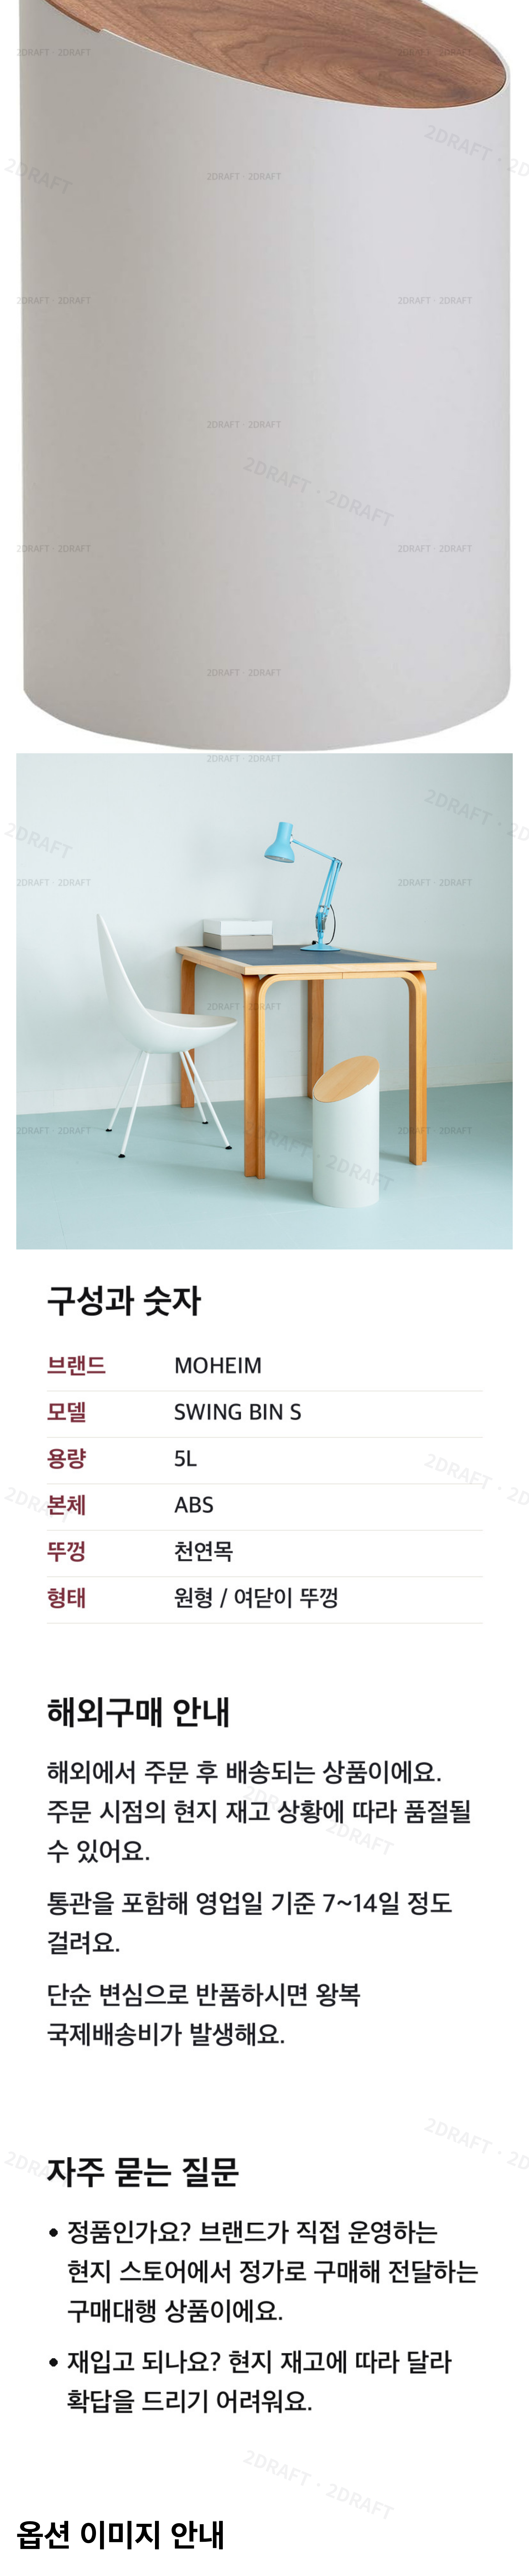 2DRAFT · 2DRAFT
구성과 숫자
브랜드 MOHEIM
모델 SWING BIN S
용량 5L
본체 ABS
뚜껑 천연목
형태 원형 / 여닫이 뚜껑
해외구매 안내
해외에서 주문 후 배송되는 상품이에요.
주문 시점의 현지 재고 상황에 따라 품절될
수 있어요.
통관을 포함해 영업일 기준 7~14일 정도
걸려요.
단순 변심으로 반품하시면 왕복
국제배송비가 발생해요.
자주 묻는 질문
• 정품인가요? 브랜드가 직접 운영하는
현지 스토어에서 정가로 구매해 전달하는
구매대행 상품이에요.
• 재입고 되나요? 현지 재고에 따라 달라
확답을 드리기 어려워요.
옵션 이미지 안내